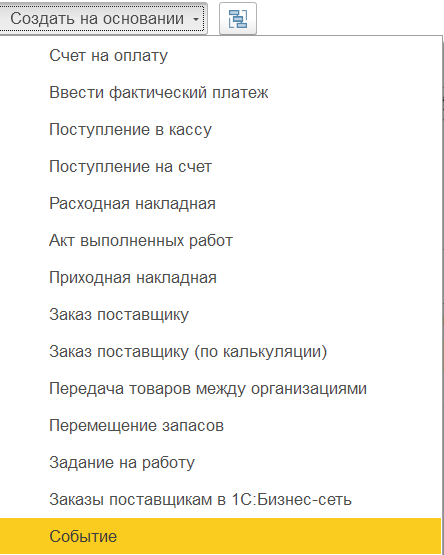 Создать на основании
Счет на оплату
Ввести фактический платеж
Поступление в кассу
Поступление на счет
Расходная накладная
Акт выполненных работ
Приходная накладная
Заказ поставщику
Заказ поставщику (по калькуляции)
Передача товаров между организациями
Перемещение запасов
Задание на работу
Заказы поставщикам в 1С:Бизнес-сеть
Событие